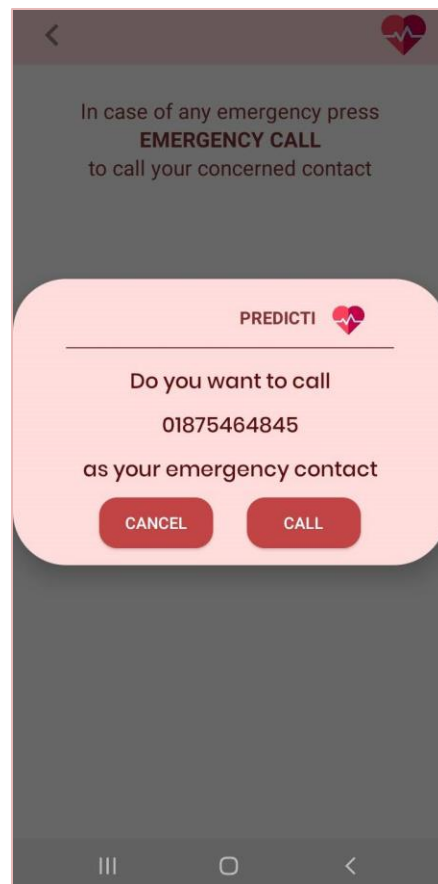 In case of any emergency press
EMERGENCY CALL
to call your concerned contact
PREDICTI
Do you want to call
01875464845
as your emergency contact
CANCEL CALL